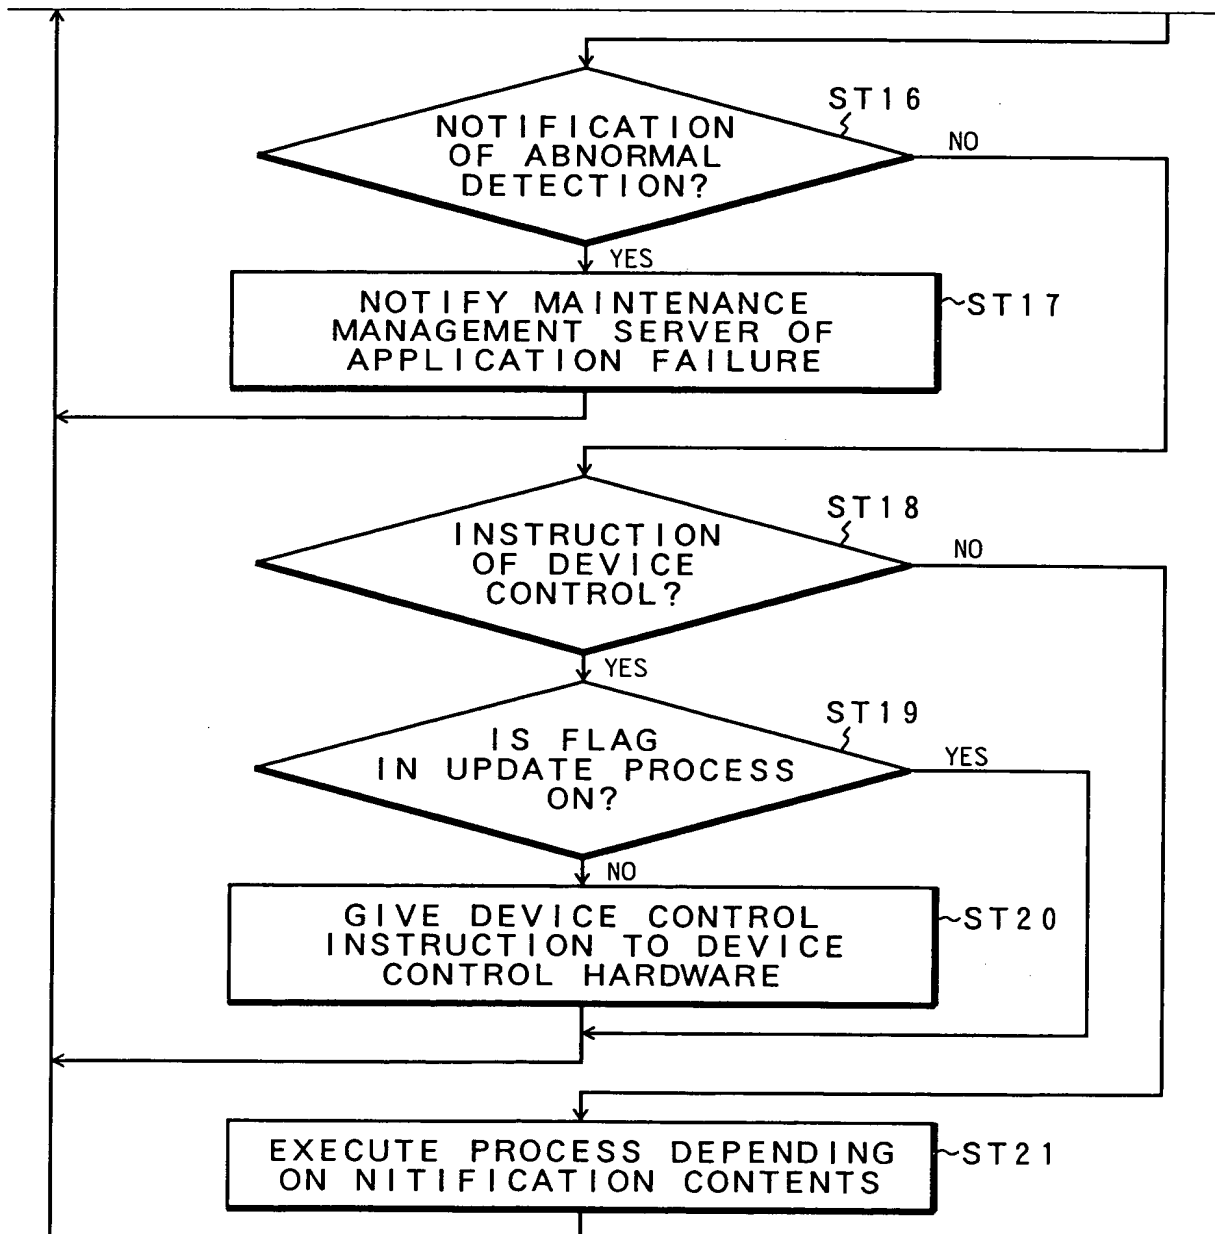 ST16
NOTIFICATION
OF ABNORMAL
DETECTION?
NO
YES
NOTIFY MAINTENANCE
MANAGEMENT SERVER OF
APPLICATION FAILURE
~ST17
ST18
INSTRUCTION
OF DEVICE
CONTROL?
NO
YES
ST19
IS FLAG
IN UPDATE PROCESS
ON?
YES
NO
GIVE DEVICE CONTROL
INSTRUCTION TO DEVICE
CONTROL HARDWARE
~ST20
EXECUTE PROCESS DEPENDING
ON NITIFICATION CONTENTS
~ST21